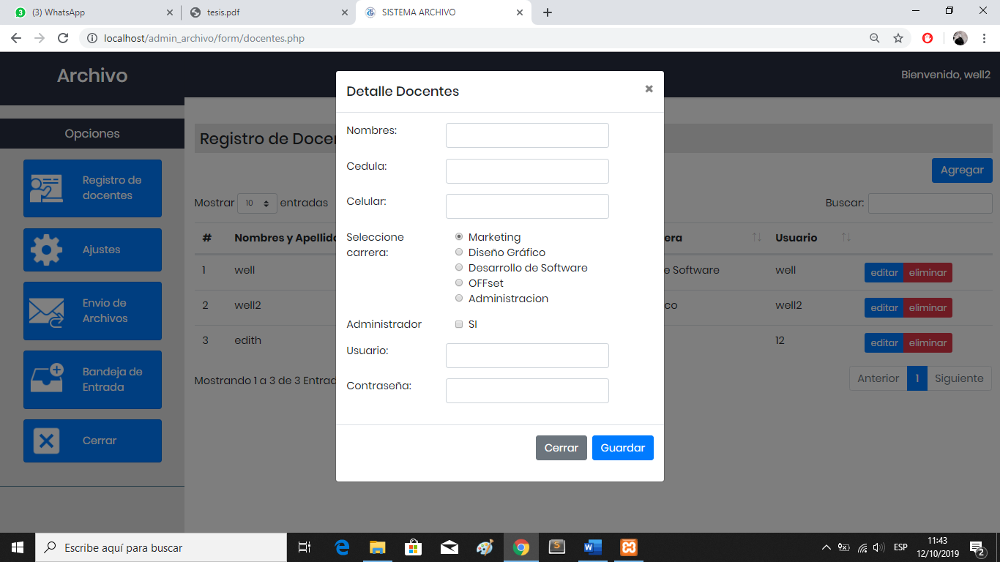 (3) WhatsApp
tesis.pdf
SISTEMA ARCHIVO
localhost/admin_archivo/form/docentes.php
Archivo
Bienvenido, well2
Opciones
Registro de
docentes
Ajustes
Envio de
Archivos
Bandeja de
Entrada
Cerrar
Registro de Docen
Agregar
Mostrar 10 entradas
Buscar:
# Nombres y Apellido era Usuario
1 well e Software well editar eliminar
2 well2 co well2 editar eliminar
3 edith 12 editar eliminar
Mostrando 1 a 3 de 3 Entrad
Anterior 1 Siguiente
Detalle Docentes
Nombres:
Cedula:
Celular:
Seleccione
carrera:
Marketing
Diseño Gráfico
Desarrollo de Software
OFFset
Administracion
Administrador SI
Usuario:
Contraseña:
Cerrar Guardar
Escribe aquí para buscar
ESP
11:43
12/10/2019
2